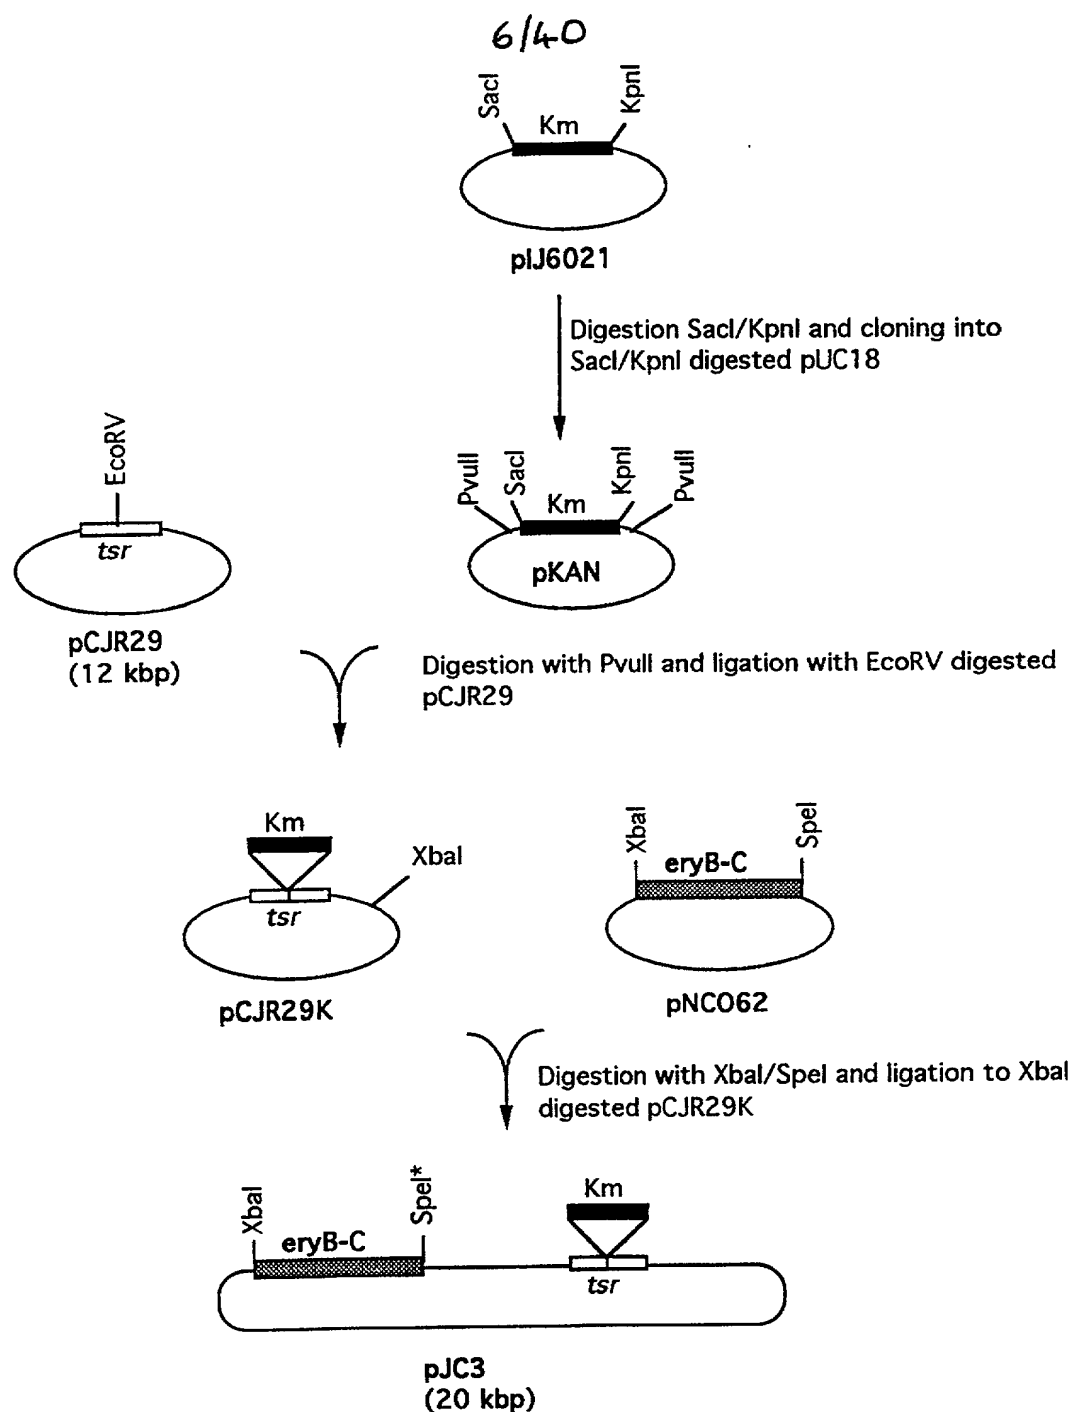 6/40
SacI
KpnI
Km
pIJ6021
Digestion SacI/KpnI and cloning into
SacI/KpnI digested pUC18
EcoRV
tsr
pCJR29
(12 kbp)
PvuII
SacI
KpnI
PvuII
Km
pKAN
Digestion with PvuII and ligation with EcoRV digested
pCJR29
Km
XbaI
tsr
pCJR29K
XbaI
SpeI
eryB-C
pNCO62
Digestion with XbaI/SpeI and ligation to XbaI
digested pCJR29K
XbaI
SpeI*
eryB-C
Km
tsr
pJC3
(20 kbp)